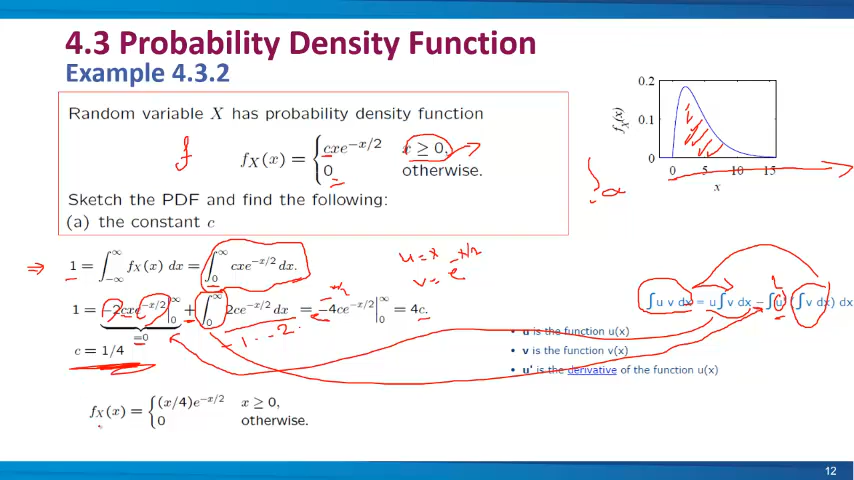 4.3 Probability Density Function
Example 4.3.2
Random variable X has probability density function
f
f_X(x) = { cxe^{−x/2} x ≥ 0,
0 otherwise.
Sketch the PDF and find the following:
(a) the constant c
0.2
0.1
0
f_X(x)
0 5 10 15
x
⇒ 1 = ∫_{−∞}^{∞} f_X(x) dx = ∫_0^∞ cxe^{−x/2} dx.
u = x
v = e^{-x/2}
1 = −2cxe^{−x/2} |_0^∞ + ∫_0^∞ 2ce^{−x/2} dx = −4ce^{−x/2} |_0^∞ = 4c.
=0
c = 1/4
∫u v dx = u∫v dx − ∫u' (∫v dx) dx
• u is the function u(x)
• v is the function v(x)
• u' is the derivative of the function u(x)
f_X(x) = { (x/4)e^{−x/2} x ≥ 0,
0 otherwise.
12